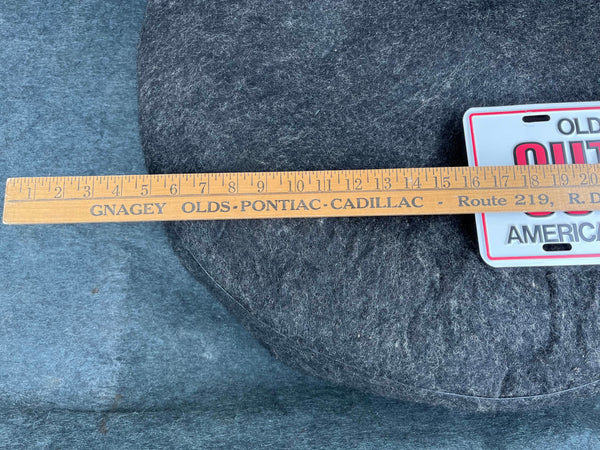 OLD
OUT
1 2 3 4 5 6 7 8 9 10 11 12 13 14 15 16 17 18 19 20
GNAGEY OLDS-PONTIAC-CADILLAC - Route 219, R.D
AMERICA